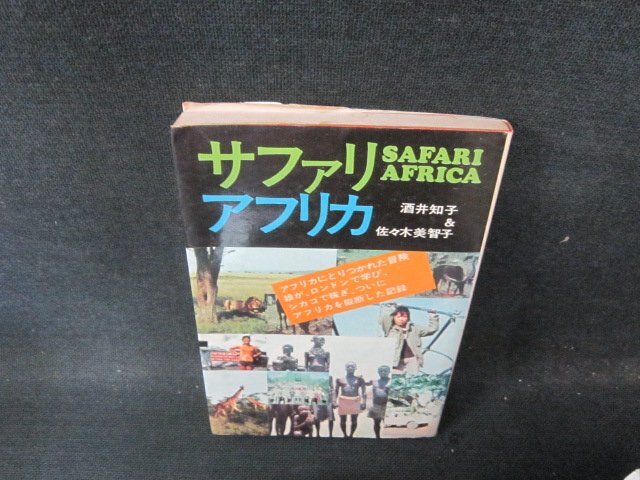 サファリ
アフリカ
SAFARI
AFRICA
酒井知子
&
佐々木美智子
アフリカにとりつかれた冒険
娘が、ロンドンで学び、
シカゴで稼ぎ、ついに
アフリカを縦断した記録